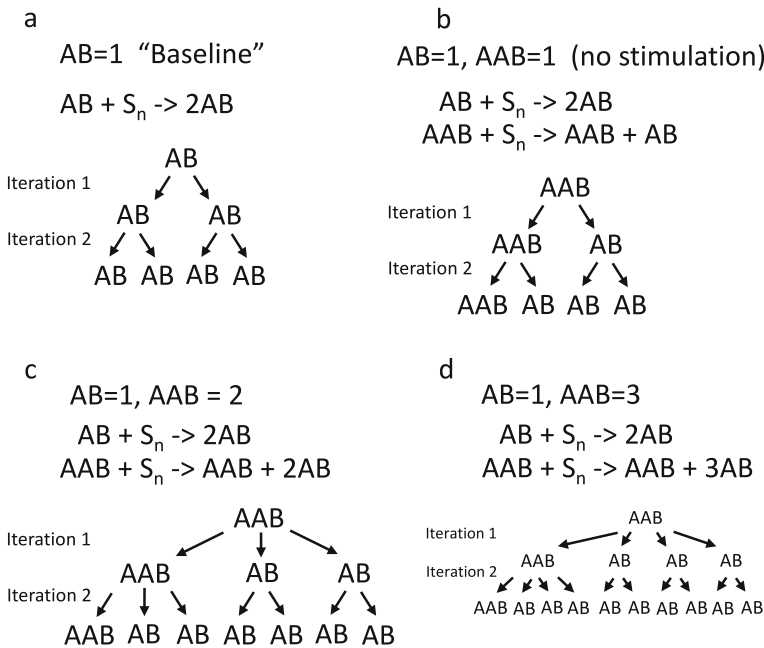 a
AB=1 “Baseline”
AB + Sn -> 2AB
AB
Iteration 1
AB AB
Iteration 2
AB AB AB AB
b
AB=1, AAB=1 (no stimulation)
AB + Sn -> 2AB
AAB + Sn -> AAB + AB
AAB
Iteration 1
AAB AB
Iteration 2
AAB AB AB AB
c
AB=1, AAB = 2
AB + Sn -> 2AB
AAB + Sn -> AAB + 2AB
AAB
Iteration 1
AAB AB AB
Iteration 2
AAB AB AB AB AB AB AB
d
AB=1, AAB=3
AB + Sn -> 2AB
AAB + Sn -> AAB + 3AB
AAB
Iteration 1
AAB AB AB AB
Iteration 2
AAB AB AB AB AB AB AB AB AB AB